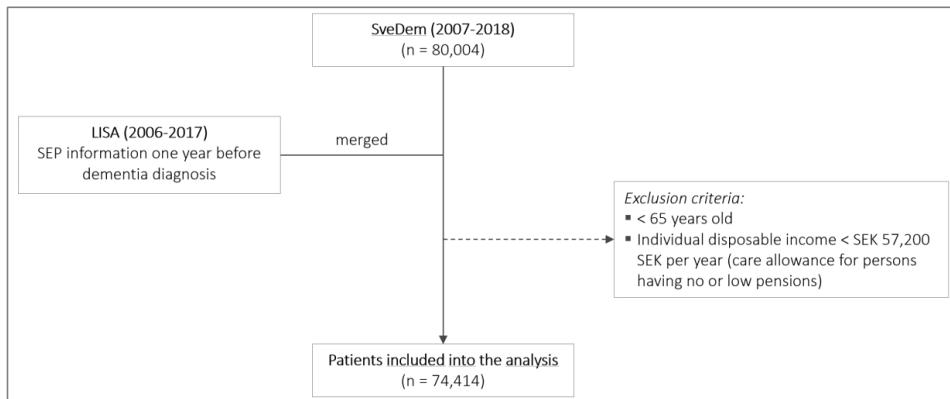 SveDem (2007-2018)
(n = 80,004)
LISA (2006-2017)
SEP information one year before
dementia diagnosis
merged
Exclusion criteria:
▪ < 65 years old
▪ Individual disposable income < SEK 57,200
SEK per year (care allowance for persons
having no or low pensions)
Patients included into the analysis
(n = 74,414)